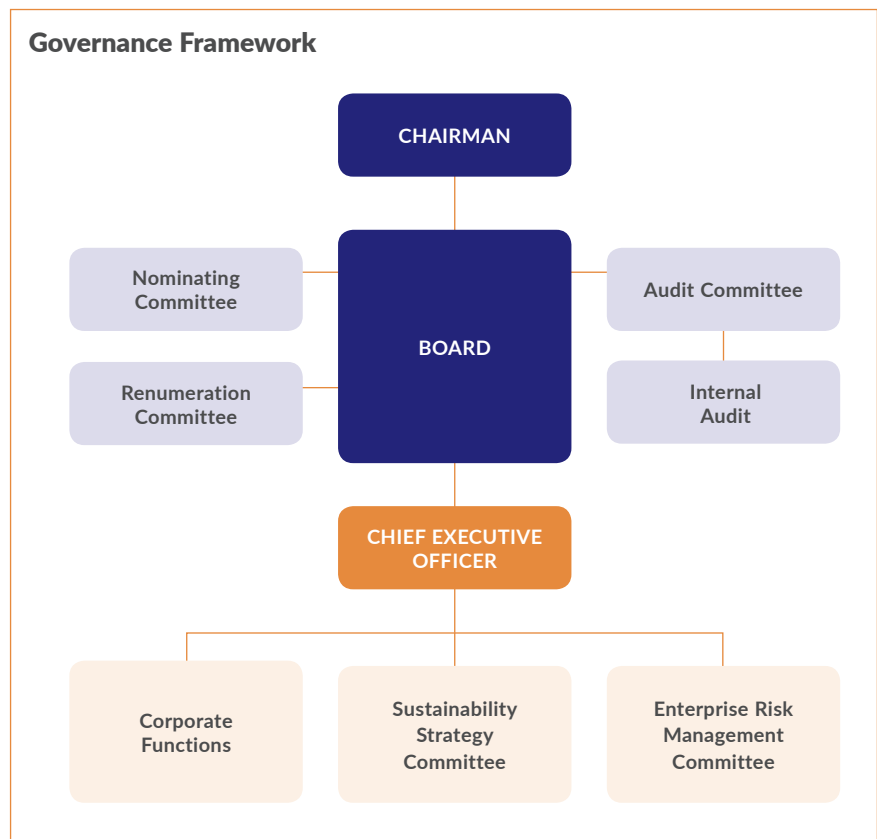 Governance Framework
CHAIRMAN
Nominating
Committee
Renumeration
Committee
BOARD
Audit Committee
Internal
Audit
CHIEF EXECUTIVE
OFFICER
Corporate
Functions
Sustainability
Strategy
Committee
Enterprise Risk
Management
Committee